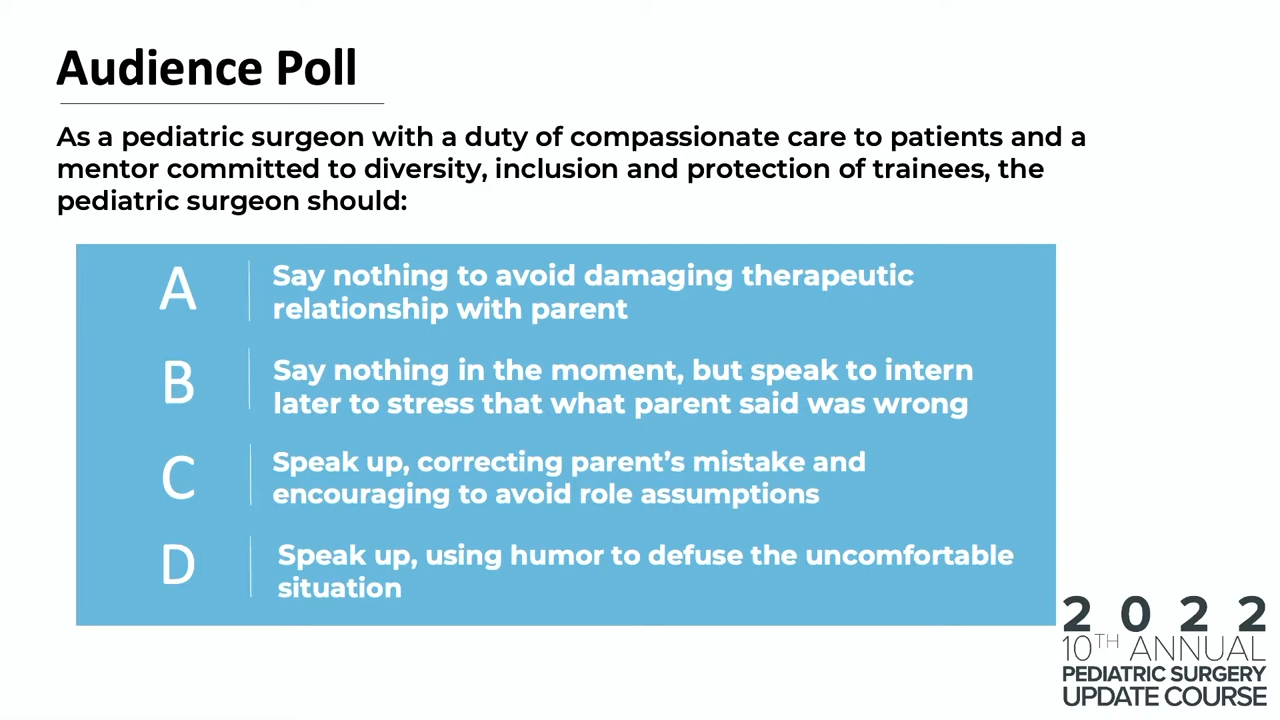 Audience Poll
As a pediatric surgeon with a duty of compassionate care to patients and a
mentor committed to diversity, inclusion and protection of trainees, the
pediatric surgeon should:
A
Say nothing to avoid damaging therapeutic
relationship with parent
B
Say nothing in the moment, but speak to intern
later to stress that what parent said was wrong
C
Speak up, correcting parent’s mistake and
encouraging to avoid role assumptions
D
Speak up, using humor to defuse the uncomfortable
situation
2022
10TH ANNUAL
PEDIATRIC SURGERY
UPDATE COURSE